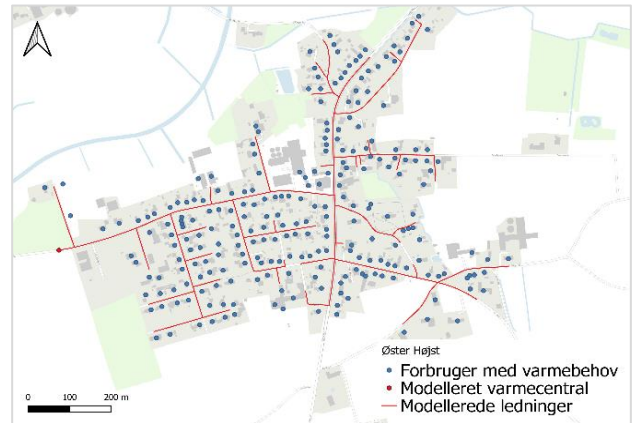 Øster Højst
Forbruger med varmebehov
Modelleret varmecentral
Modellerede ledninger
0 100 200 m